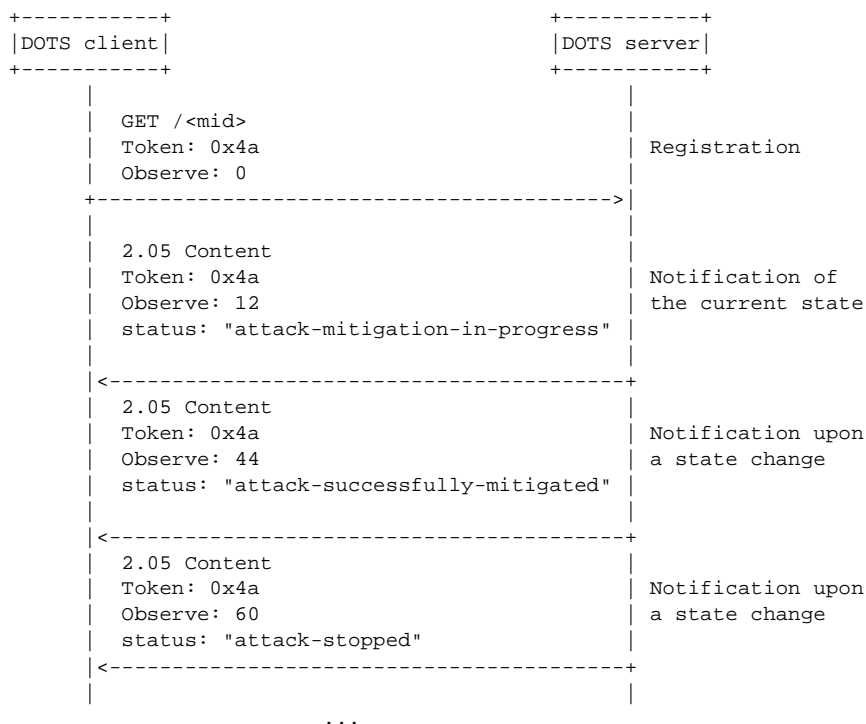 DOTS client DOTS server
GET /<mid>
Token: 0x4a Registration
Observe: 0
2.05 Content
Token: 0x4a Notification of
Observe: 12 the current state
status: "attack-mitigation-in-progress"
2.05 Content
Token: 0x4a Notification upon
Observe: 44 a state change
status: "attack-successfully-mitigated"
2.05 Content
Token: 0x4a Notification upon
Observe: 60 a state change
status: "attack-stopped"
...